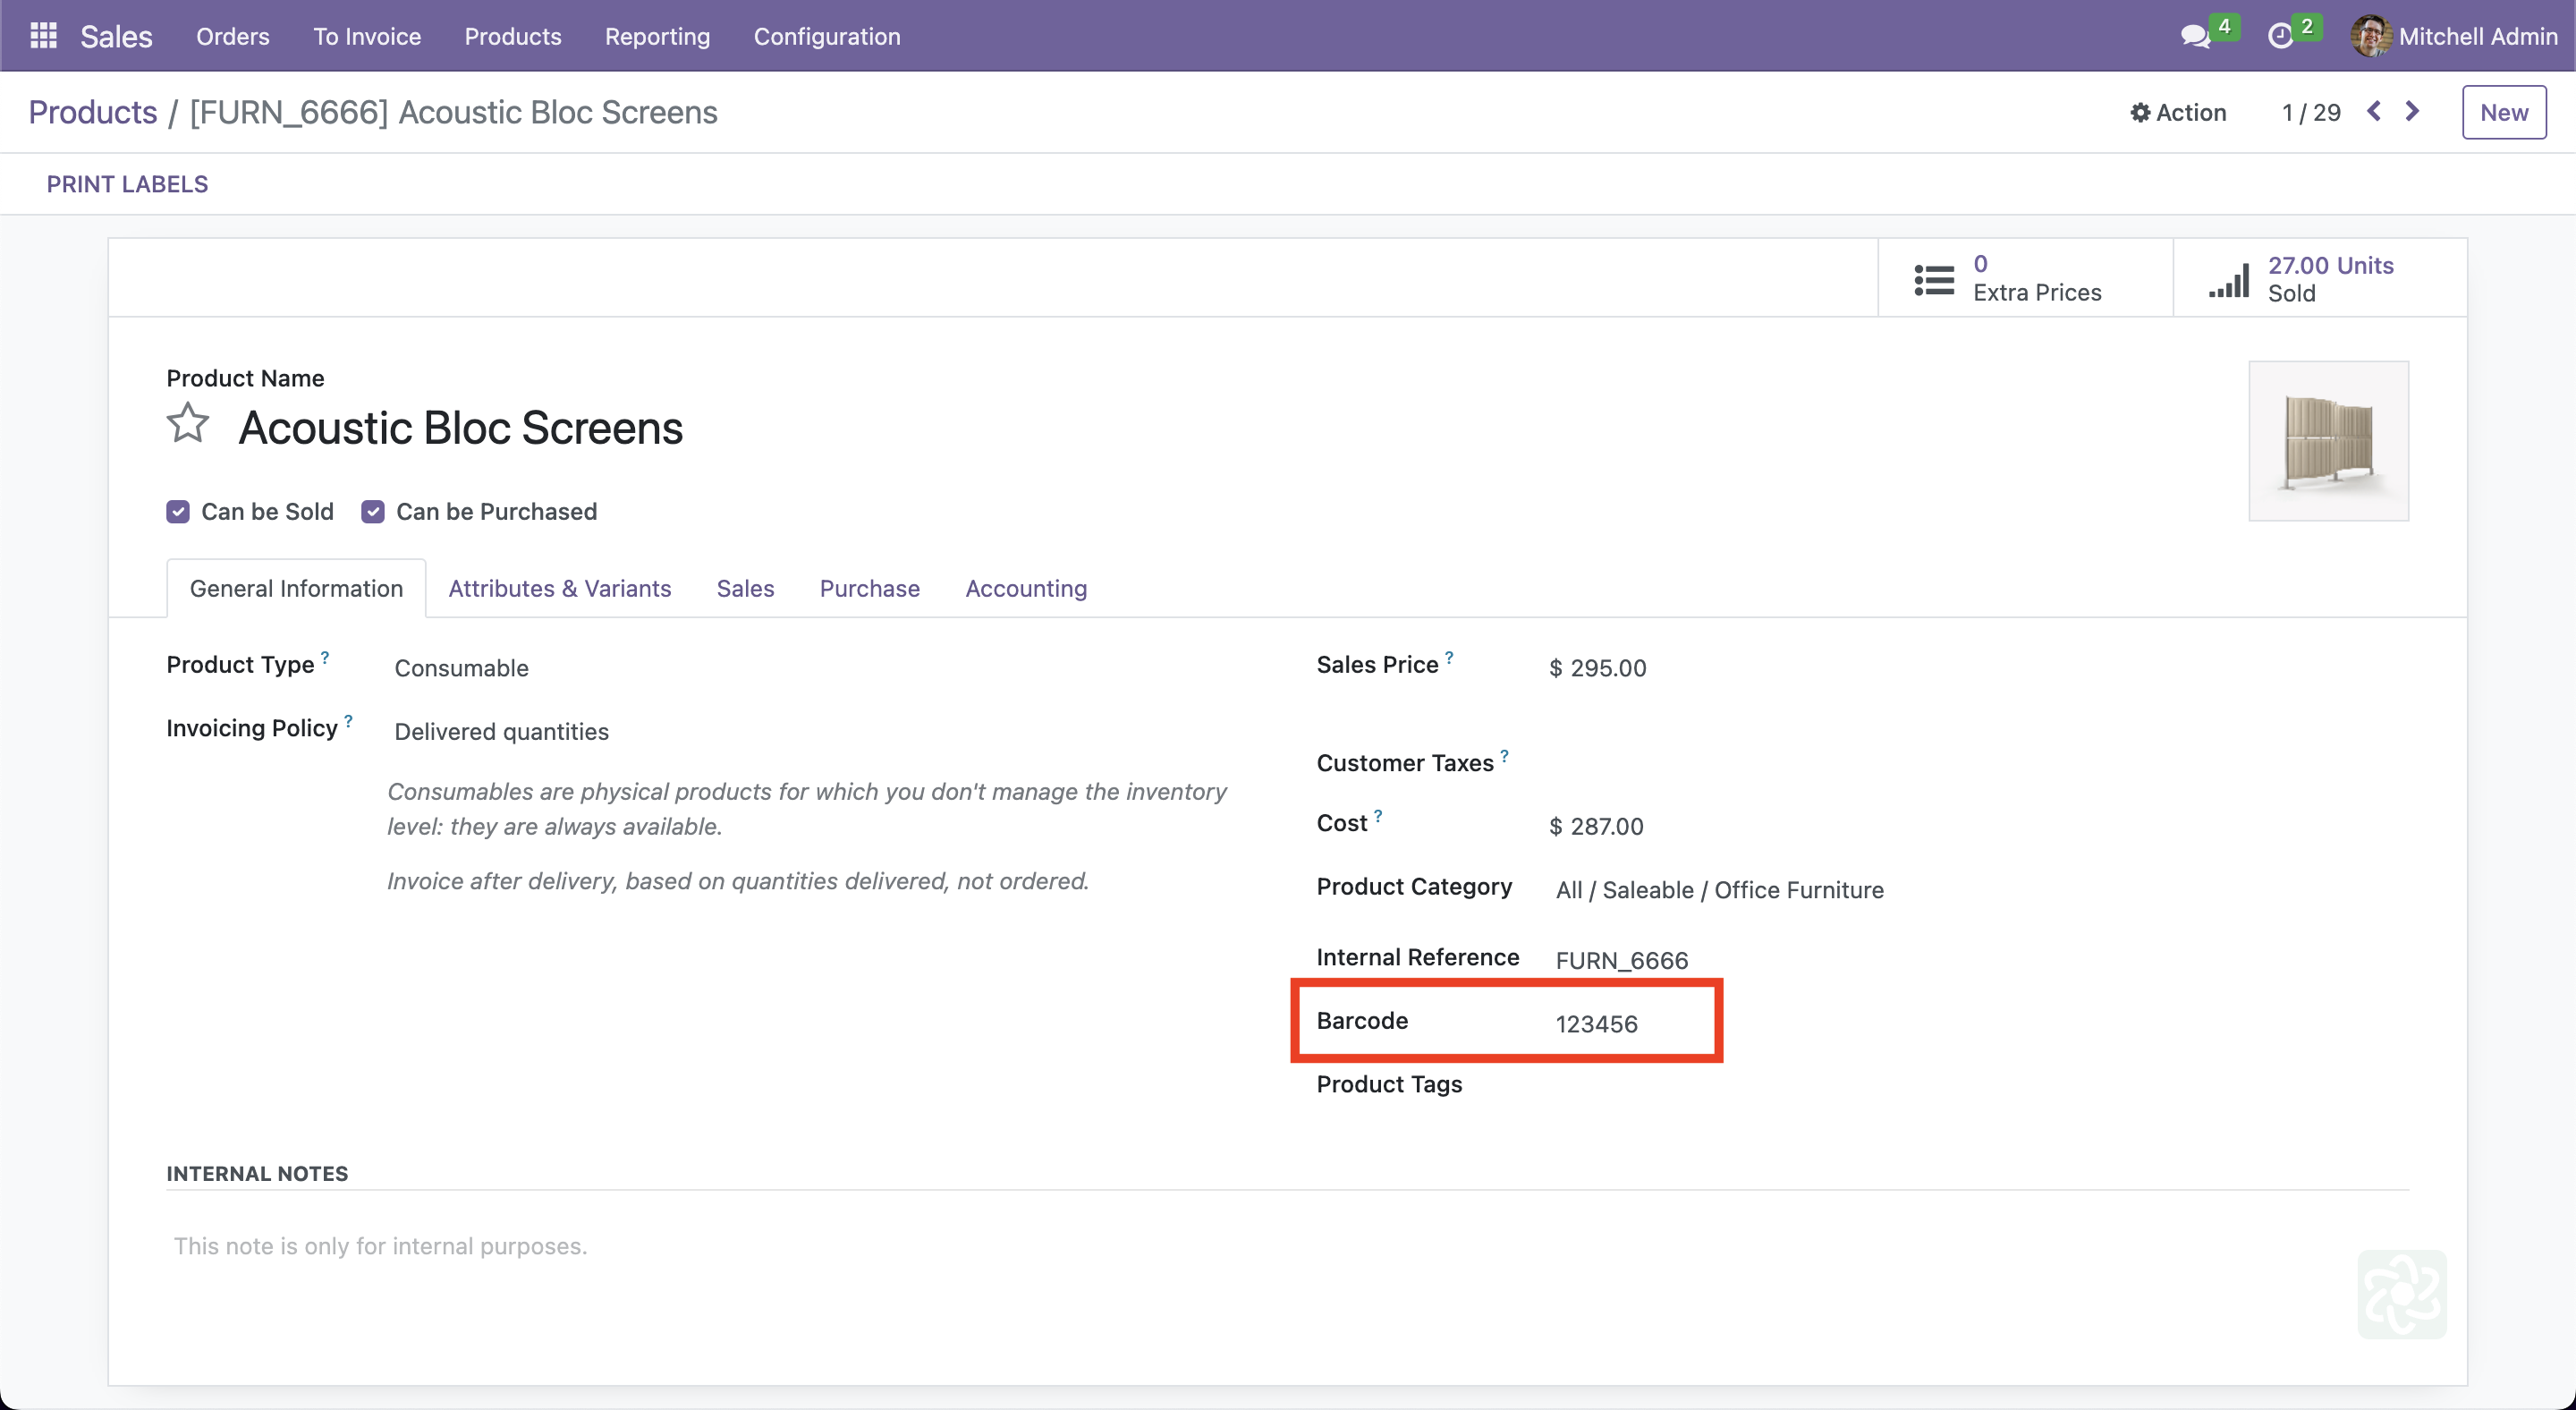 Sales Orders To Invoice Products Reporting Configuration 4 2 Mitchell Admin
Products / [FURN_6666] Acoustic Bloc Screens Action 1 / 29 New
PRINT LABELS
0
Extra Prices
27.00 Units
Sold
Product Name
Acoustic Bloc Screens
Can be Sold Can be Purchased
General Information Attributes & Variants Sales Purchase Accounting
Product Type ? Consumable
Invoicing Policy ? Delivered quantities
Consumables are physical products for which you don't manage the inventory
level: they are always available.
Invoice after delivery, based on quantities delivered, not ordered.
Sales Price ? $ 295.00
Customer Taxes ?
Cost ? $ 287.00
Product Category All / Saleable / Office Furniture
Internal Reference FURN_6666
Barcode 123456
Product Tags
INTERNAL NOTES
This note is only for internal purposes.